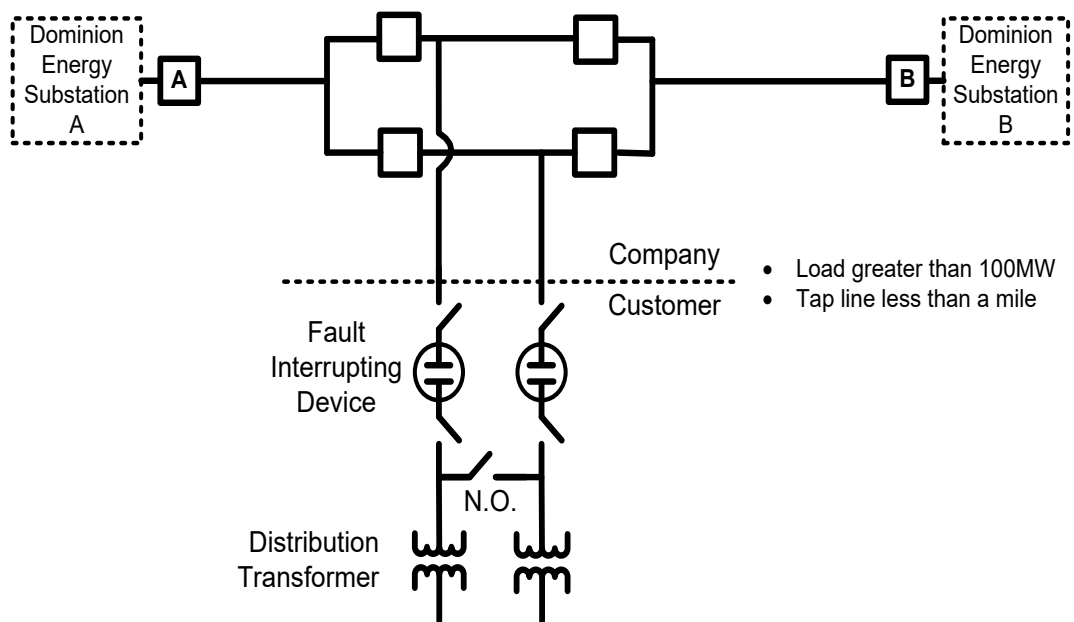 Dominion
Energy
Substation
A
A
B
Dominion
Energy
Substation
B
Company
Customer
• Load greater than 100MW
• Tap line less than a mile
Fault
Interrupting
Device
N.O.
Distribution
Transformer